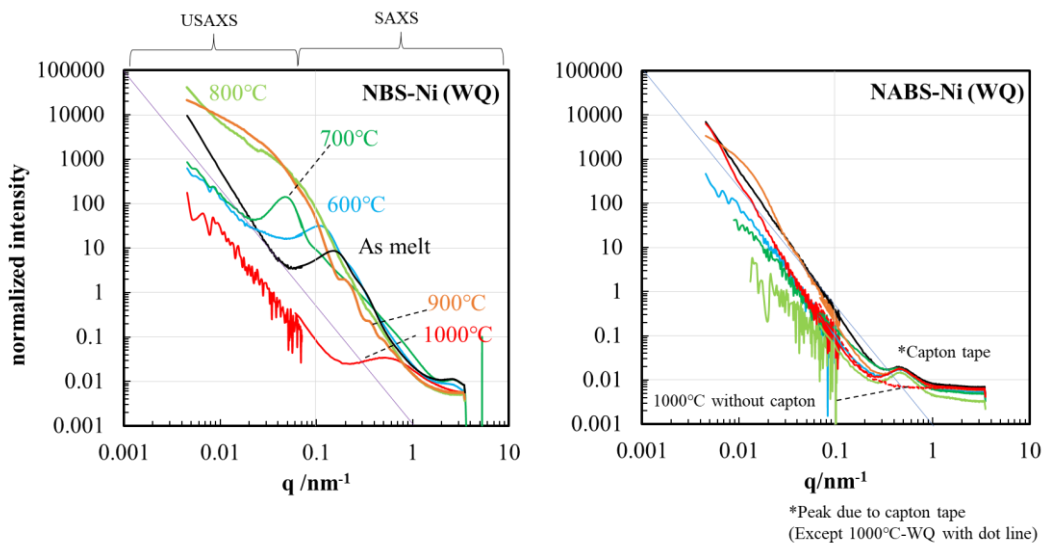 USAXS
SAXS
normalized intensity
100000
10000
1000
100
10
1
0.1
0.01
0.001
0.001
0.01
0.1
1
10
q /nm-1
NBS-Ni (WQ)
800°C
700°C
600°C
As melt
900°C
1000°C
100000
10000
1000
100
10
1
0.1
0.01
0.001
0.001
0.01
0.1
1
10
q/nm-1
NABS-Ni (WQ)
*Capton tape
1000°C without capton
*Peak due to capton tape
(Except 1000°C-WQ with dot line)